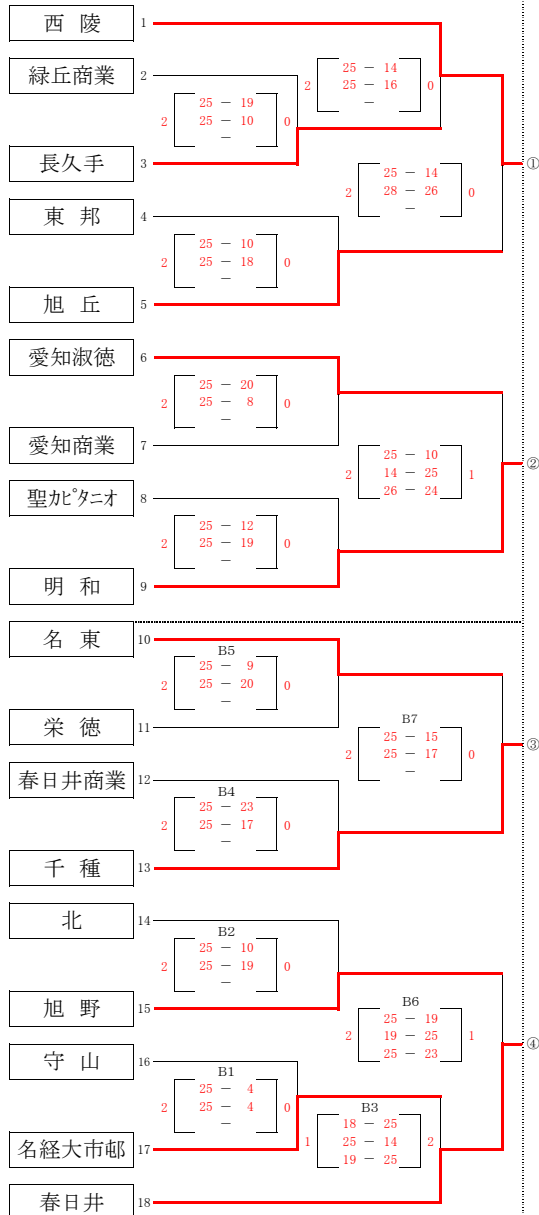 西 陵 1
25 － 14
緑丘商業 2
2 25 － 16 0
－
25 － 19
2 25 － 10 0
－
長久手 3
①
25 － 14
2 28 － 26 0
－
東 邦 4
25 － 10
2 25 － 18 0
－
旭 丘 5
愛知淑徳 6
25 － 20
2 25 － 8 0
－
愛知商業 7
25 － 10
②
2 14 － 25 1
26 － 24
聖カピタニオ 8
25 － 12
2 25 － 19 0
－
明 和 9
名 東 10
B5
25 － 9
2 25 － 20 0
－
栄 徳 11
B7
25 － 15
③
2 25 － 17 0
－
春日井商業 12
B4
25 － 23
2 25 － 17 0
－
千 種 13
北 14
B2
25 － 10
2 25 － 19 0
－
旭 野 15
B6
25 － 19
2 19 － 25 1
④
25 － 23
守 山 16
B1
25 － 4
2 25 － 4 0
－
B3
18 － 25
1 25 － 14 2
19 － 25
名経大市邨 17
春日井 18